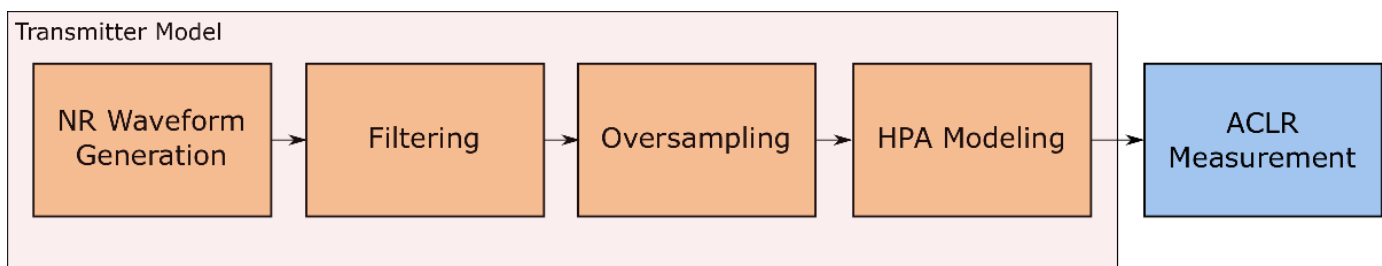 Transmitter Model
NR Waveform
Generation
Filtering
Oversampling
HPA Modeling
ACLR
Measurement